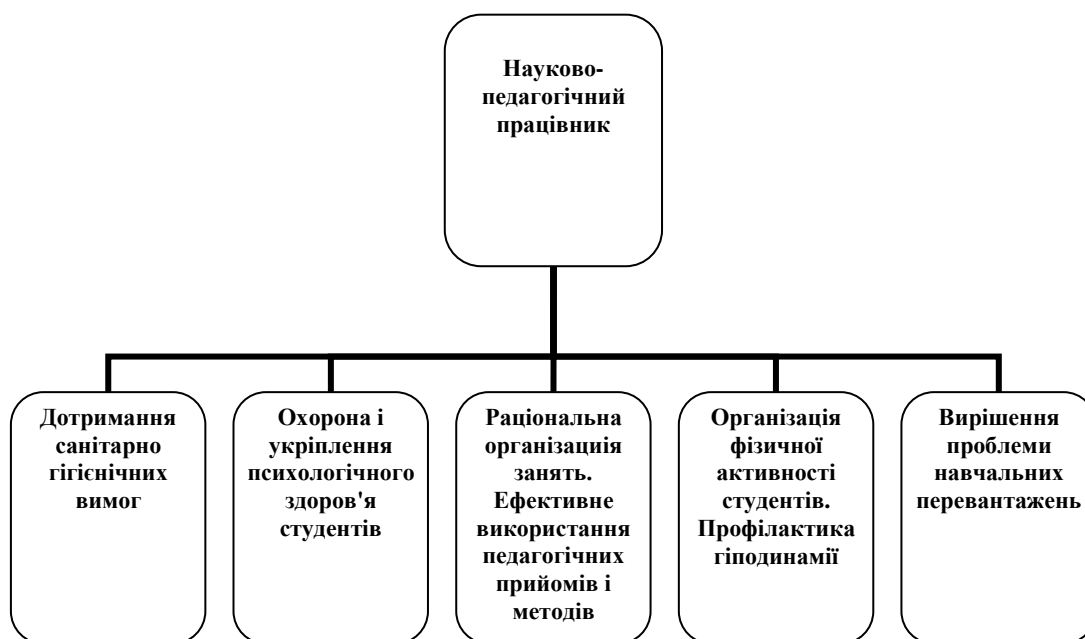 Науково-
педагогічний
працівник
Дотримання
санітарно
гігієнічних
вимог
Охорона і
укріплення
психологічного
здоров'я
студентів
Раціональна
організациія
занять.
Ефективне
використання
педагогічних
прийомів і
методів
Організація
фізичної
активності
студентів.
Профілактика
гіподинамії
Вирішення
проблеми
навчальних
перевантажень